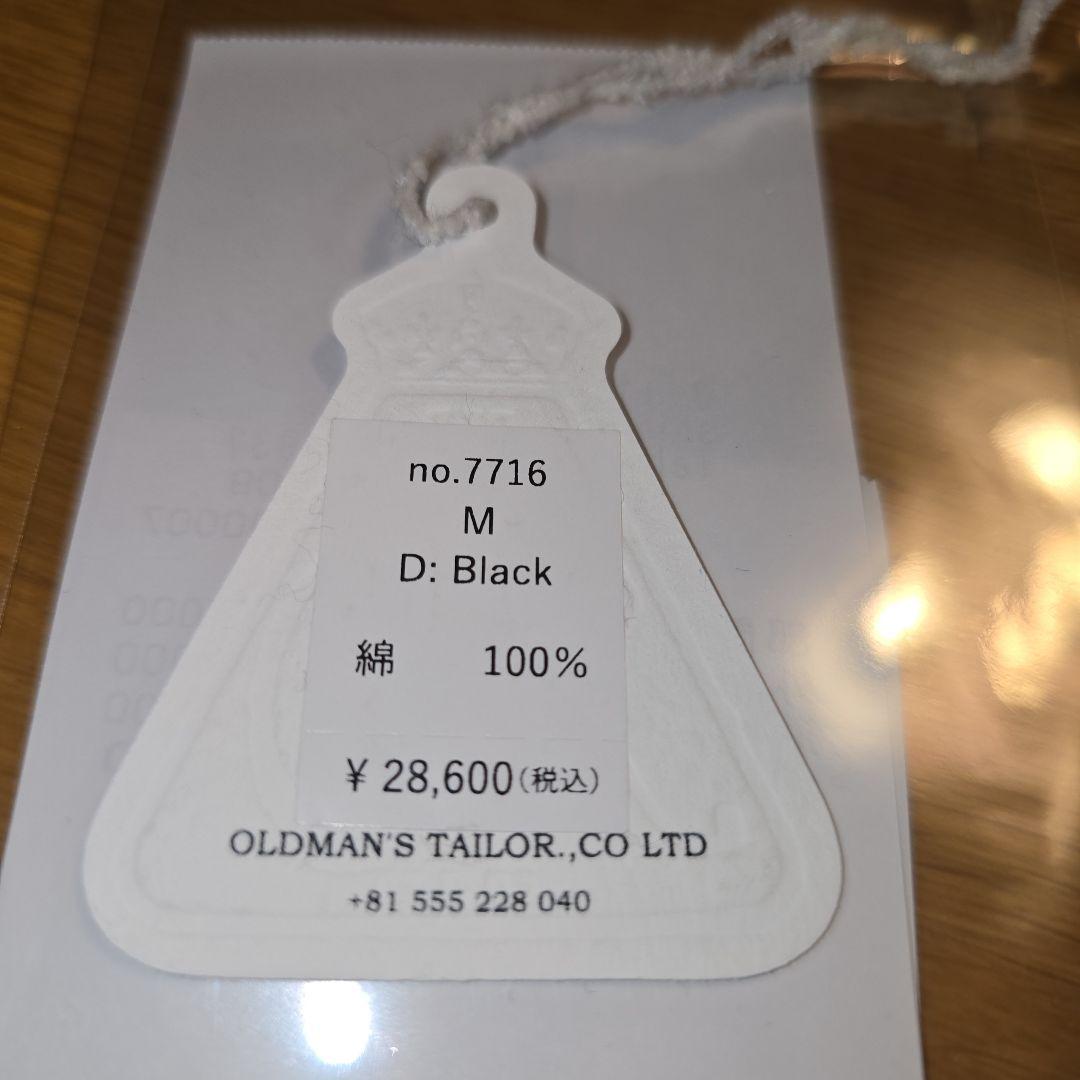 no.7716
M
D: Black
綿 100%
¥ 28,600(税込)
OLDMAN'S TAILOR.,CO LTD
+81 555 228 040